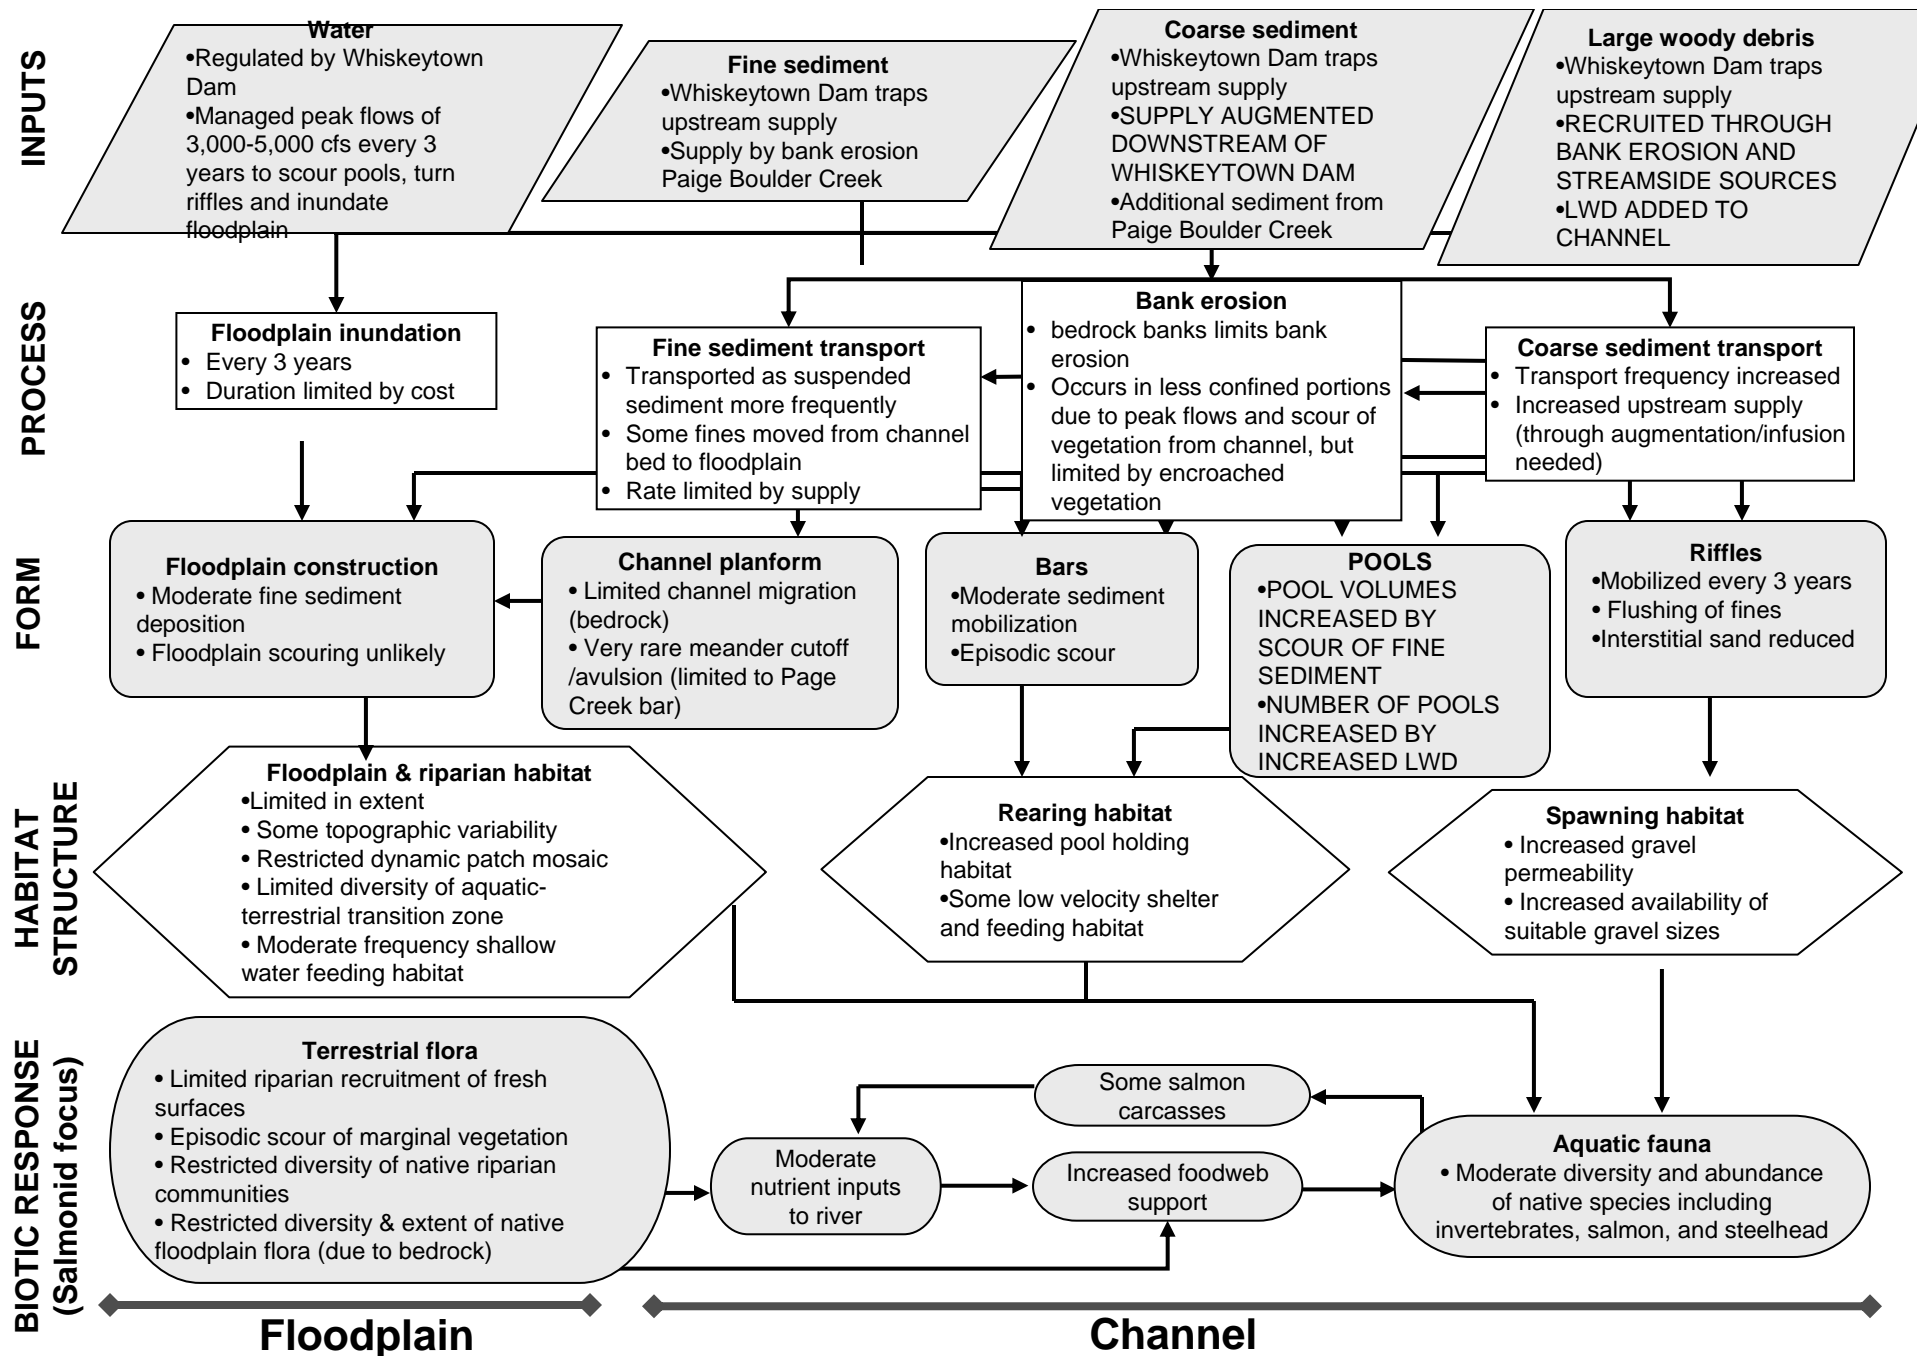 INPUTS
Water
•Regulated by Whiskeytown
Dam
•Managed peak flows of
3,000-5,000 cfs every 3
years to scour pools, turn
riffles and inundate
floodplain
Fine sediment
•Whiskeytown Dam traps
upstream supply
•Supply by bank erosion
Paige Boulder Creek
Coarse sediment
•Whiskeytown Dam traps
upstream supply
•SUPPLY AUGMENTED
DOWNSTREAM OF
WHISKEYTOWN DAM
•Additional sediment from
Paige Boulder Creek
Large woody debris
•Whiskeytown Dam traps
upstream supply
•RECRUITED THROUGH
BANK EROSION AND
STREAMSIDE SOURCES
•LWD ADDED TO
CHANNEL
PROCESS
Floodplain inundation
• Every 3 years
• Duration limited by cost
Fine sediment transport
• Transported as suspended
sediment more frequently
• Some fines moved from channel
bed to floodplain
• Rate limited by supply
Bank erosion
• bedrock banks limits bank
erosion
• Occurs in less confined portions
due to peak flows and scour of
vegetation from channel, but
limited by encroached
vegetation
Coarse sediment transport
• Transport frequency increased
• Increased upstream supply
(through augmentation/infusion
needed)
FORM
Floodplain construction
• Moderate fine sediment
deposition
• Floodplain scouring unlikely
Channel planform
• Limited channel migration
(bedrock)
• Very rare meander cutoff
/avulsion (limited to Page
Creek bar)
Bars
•Moderate sediment
mobilization
•Episodic scour
POOLS
•POOL VOLUMES
INCREASED BY
SCOUR OF FINE
SEDIMENT
•NUMBER OF POOLS
INCREASED BY
INCREASED LWD
Riffles
•Mobilized every 3 years
• Flushing of fines
•Interstitial sand reduced
HABITAT
STRUCTURE
Floodplain & riparian habitat
•Limited in extent
• Some topographic variability
• Restricted dynamic patch mosaic
• Limited diversity of aquatic-
terrestrial transition zone
• Moderate frequency shallow
water feeding habitat
Rearing habitat
•Increased pool holding
habitat
•Some low velocity shelter
and feeding habitat
Spawning habitat
• Increased gravel
permeability
• Increased availability of
suitable gravel sizes
BIOTIC RESPONSE
(Salmonid focus)
Terrestrial flora
• Limited riparian recruitment of fresh
surfaces
• Episodic scour of marginal vegetation
• Restricted diversity of native riparian
communities
• Restricted diversity & extent of native
floodplain flora (due to bedrock)
Moderate
nutrient inputs
to river
Some salmon
carcasses
Increased foodweb
support
Aquatic fauna
• Moderate diversity and abundance
of native species including
invertebrates, salmon, and steelhead
Floodplain
Channel